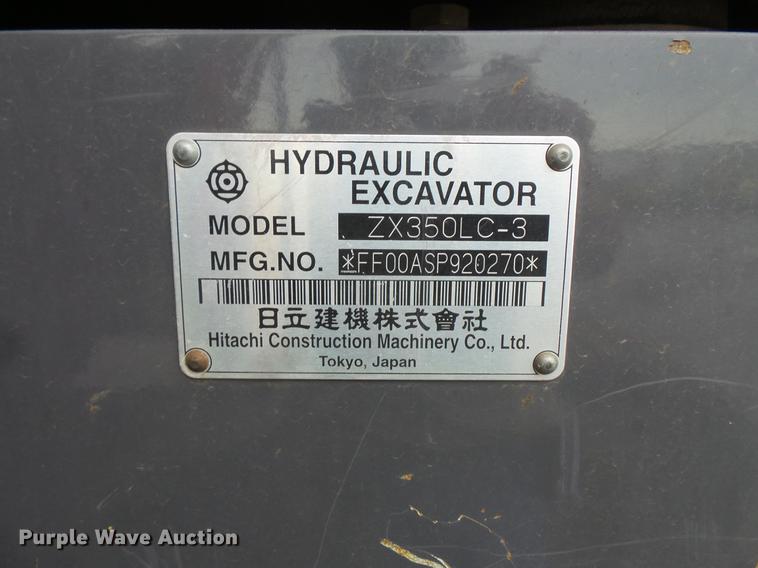 HYDRAULIC
EXCAVATOR
MODEL ZX350LC-3
MFG.NO. *FF00ASP920270*
日立建機株式會社
Hitachi Construction Machinery Co., Ltd.
Tokyo, Japan
Purple Wave Auction